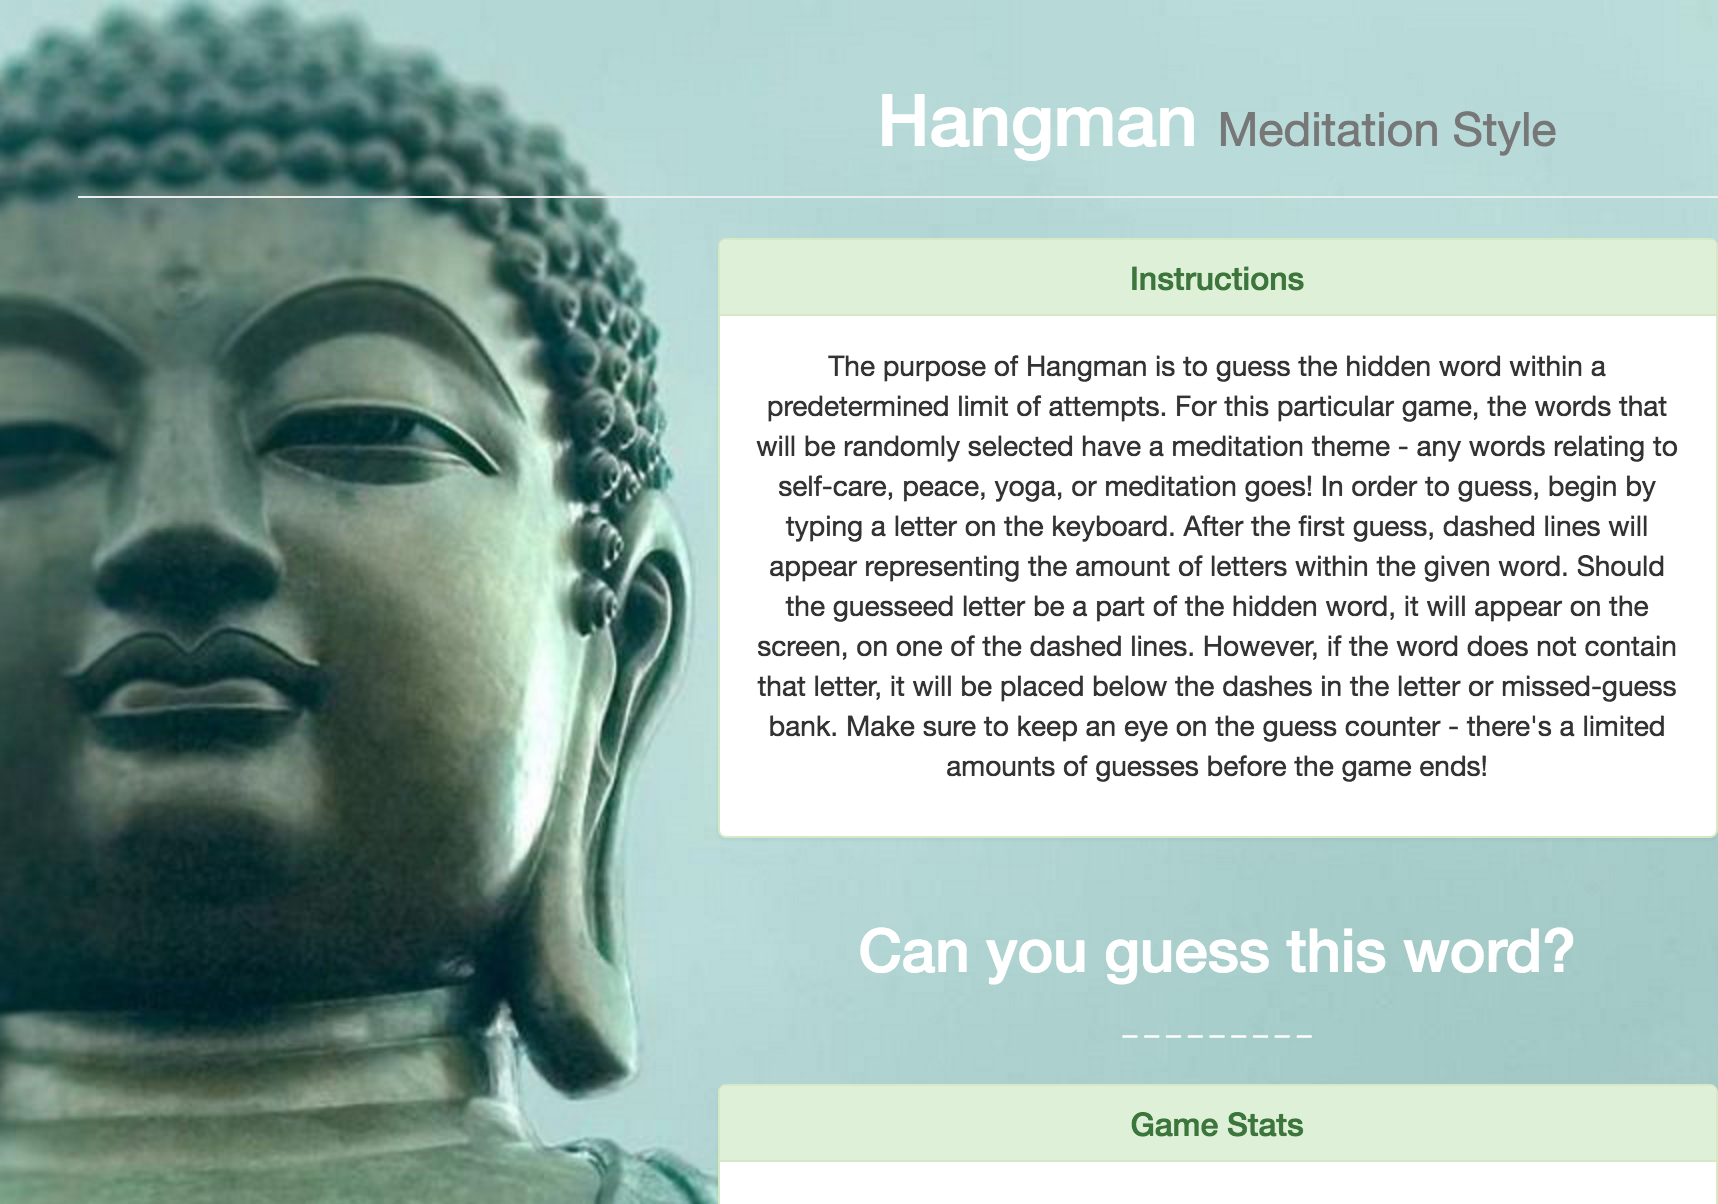 Hangman Meditation Style
Instructions
The purpose of Hangman is to guess the hidden word within a
predetermined limit of attempts. For this particular game, the words that
will be randomly selected have a meditation theme - any words relating to
self-care, peace, yoga, or meditation goes! In order to guess, begin by
typing a letter on the keyboard. After the first guess, dashed lines will
appear representing the amount of letters within the given word. Should
the guesseed letter be a part of the hidden word, it will appear on the
screen, on one of the dashed lines. However, if the word does not contain
that letter, it will be placed below the dashes in the letter or missed-guess
bank. Make sure to keep an eye on the guess counter - there's a limited
amounts of guesses before the game ends!
Can you guess this word?
_ _ _ _ _ _ _ _ _
Game Stats